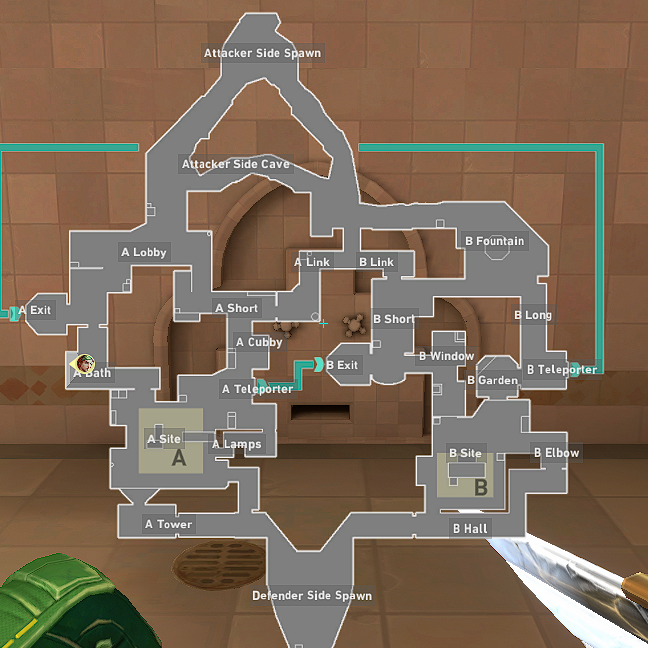 Attacker Side Spawn
Attacker Side Cave
B Fountain
A Lobby
A Link
B Link
A Exit
A Short
B Short
B Long
A Cubby
B Window
B Exit
A Bath
B Teleporter
B Garden
A Teleporter
A Site
A Lamps
A
B Site
B Elbow
B
A Tower
B Hall
Defender Side Spawn